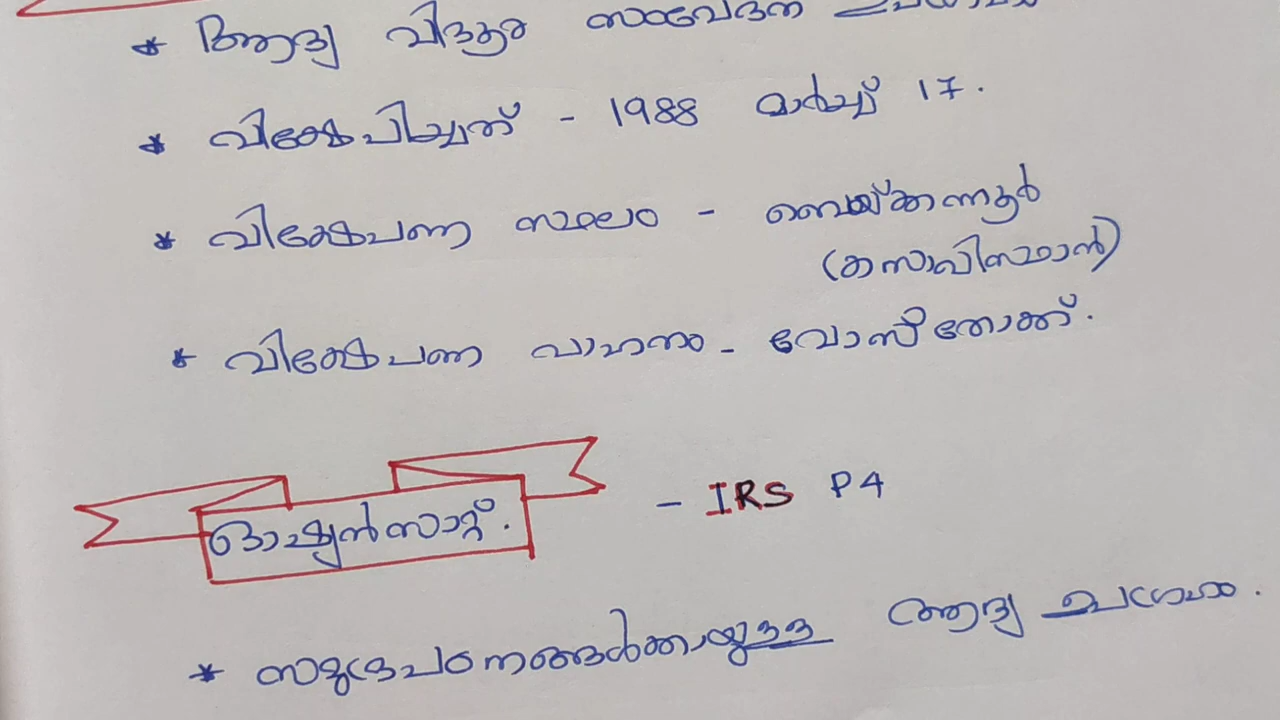 * ആദ്യ വിദൂര സംവേദന
* വിക്ഷേപിച്ചത് - 1988 മാർച്ച് 17.
* വിക്ഷേപണ സ്ഥലം - ബൈയ്ക്കന്നൂർ
(കസാഖിസ്ഥാൻ)
* വിക്ഷേപണ വാഹനം - വോസ്തോക്ക്.
ഓഷ്യൻസാറ്റ്. - IRS P4
* സമുദ്രപഠനങ്ങൾക്കായുള്ള ആദ്യ ഉപഗ്രഹം.